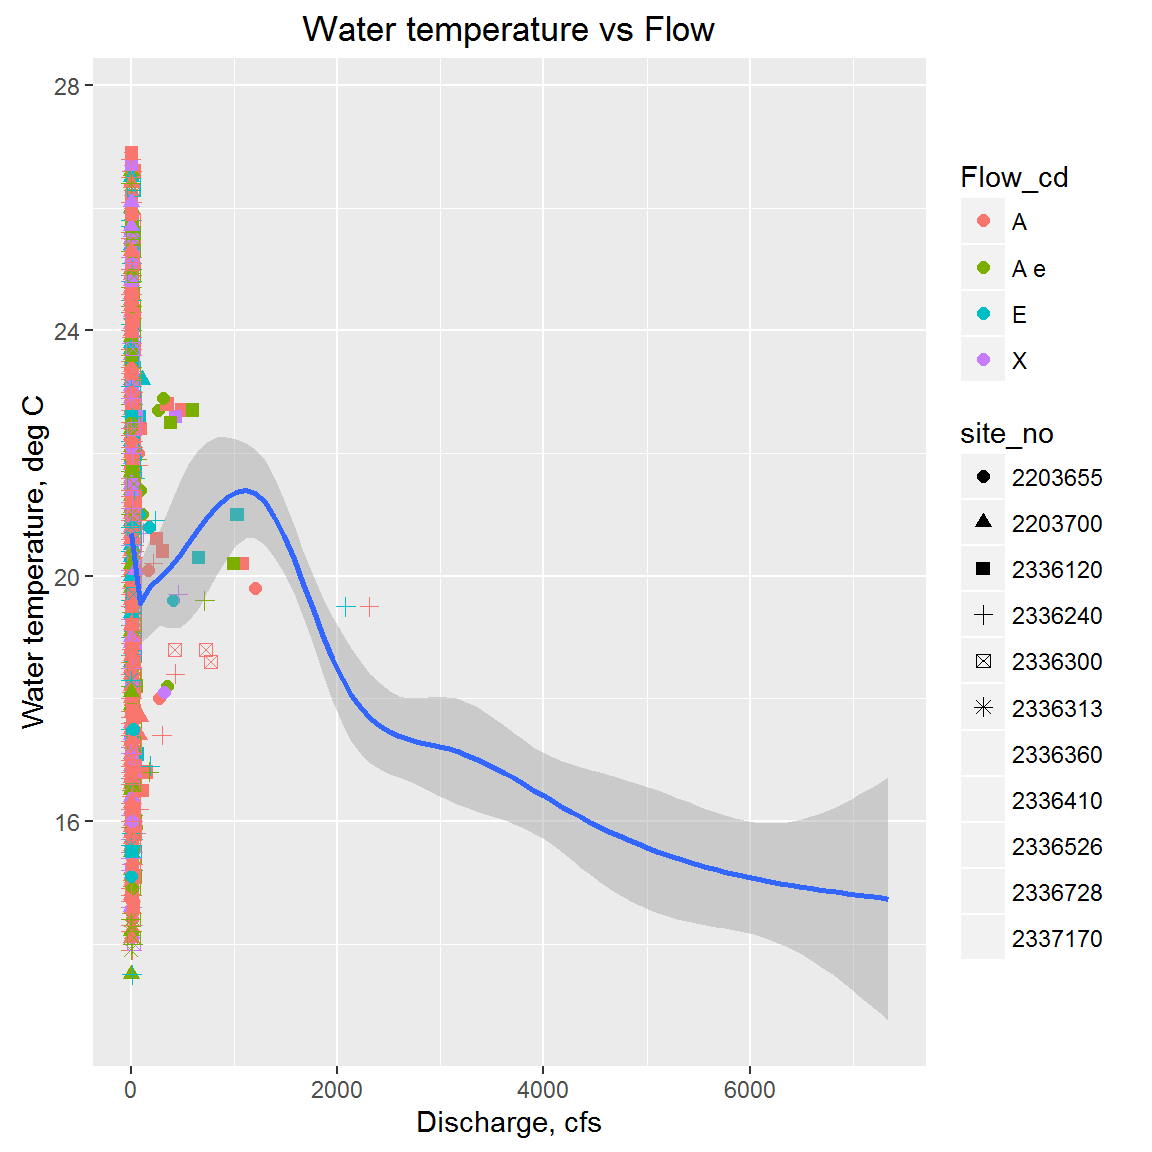 Water temperature vs Flow
28
24
20
16
Water temperature, deg C
0
2000
4000
6000
Discharge, cfs
Flow_cd
A
A e
E
X
site_no
2203655
2203700
2336120
2336240
2336300
2336313
2336360
2336410
2336526
2336728
2337170